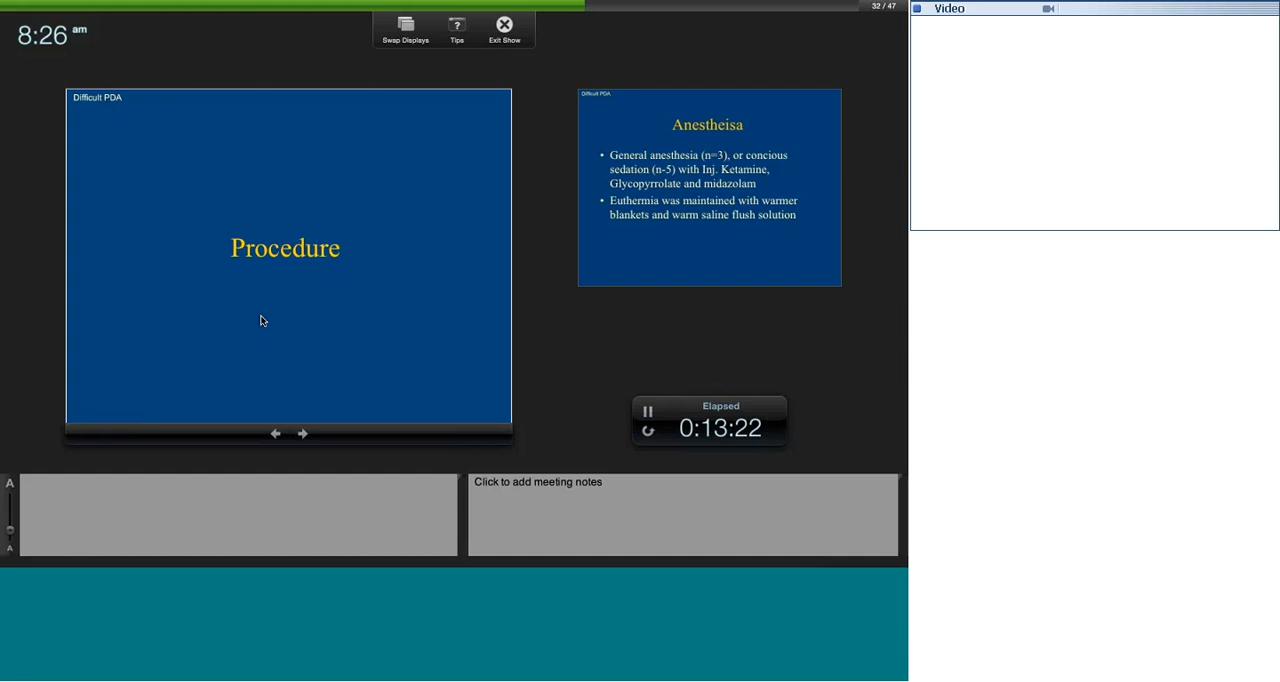 32 / 47
Video
8:26 am
Swap Displays
Tips
Exit Show
Difficult PDA
Procedure
Difficult PDA
Anestheisa
• General anesthesia (n=3), or concious
sedation (n-5) with Inj. Ketamine,
Glycopyrrolate and midazolam
• Euthermia was maintained with warmer
blankets and warm saline flush solution
Elapsed
0:13:22
A
A
Click to add meeting notes